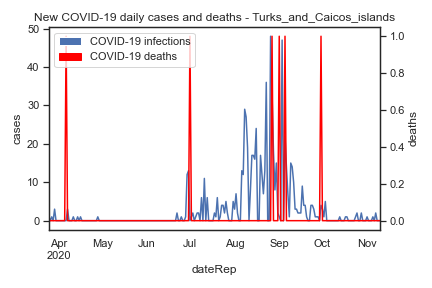 New COVID-19 daily cases and deaths - Turks_and_Caicos_islands
COVID-19 infections
COVID-19 deaths
50
40
30
20
10
0
cases
1.0
0.8
0.6
0.4
0.2
0.0
deaths
Apr May Jun Jul Aug Sep Oct Nov
2020
dateRep